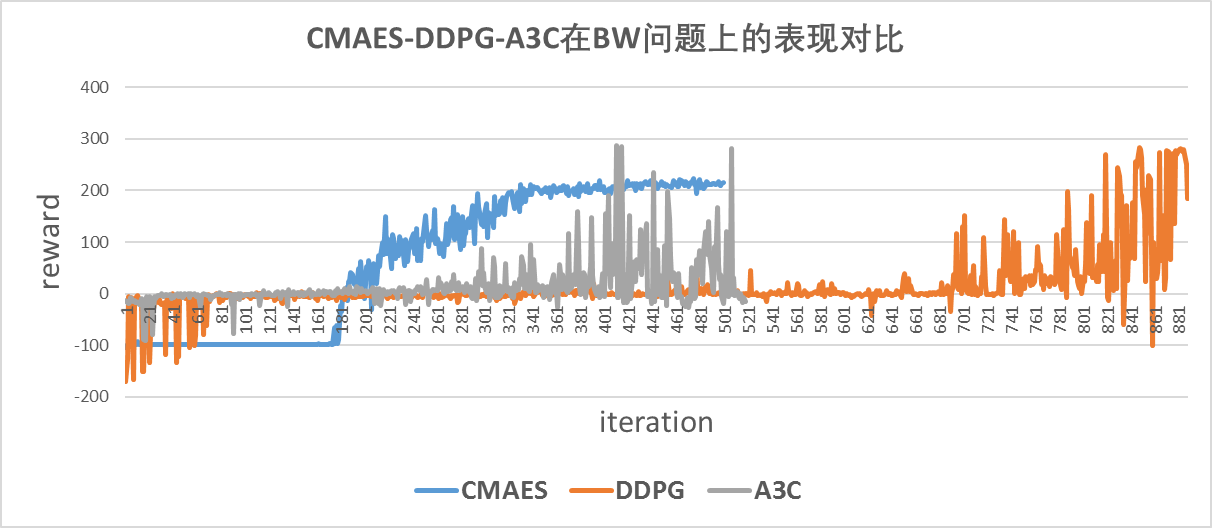 CMAES-DDPG-A3C在BW问题上的表现对比
400
300
200
100
0
-100
-200
reward
1 21 41 61 81 101 121 141 161 181 201 221 241 261 281 301 321 341 361 381 401 421 441 461 481 501 521 541 561 581 601 621 641 661 681 701 721 741 761 781 801 821 841 861 881
iteration
CMAES DDPG A3C